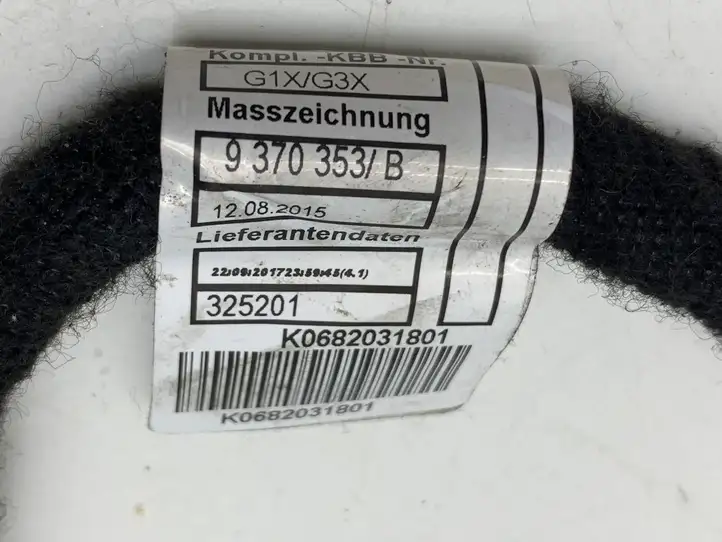 Kompl. -KBB -Nr.
G1X/G3X
Masszeichnung
9 370 353/ B
12.08.2015
Lieferantendaten
22:09:201723:59:45(4.1)
325201
K0682031801
K0682031801